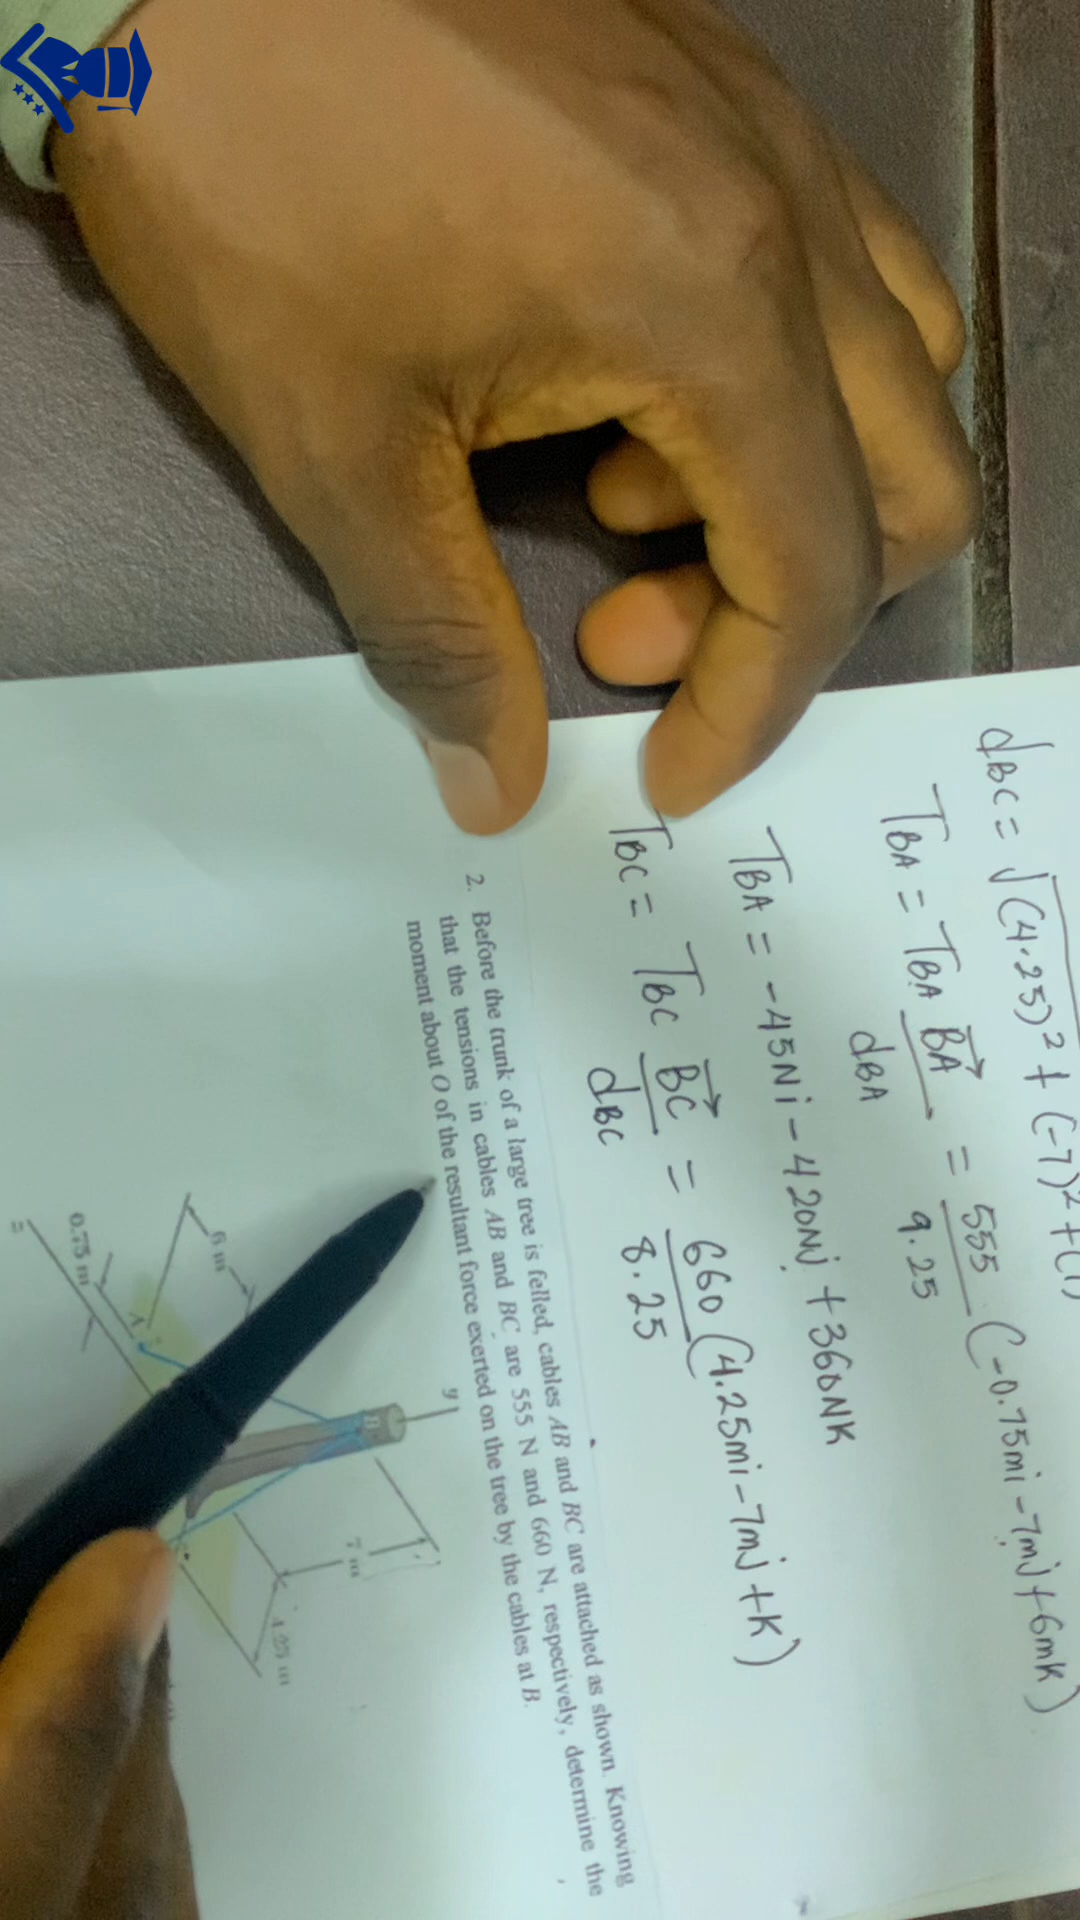 dBC = √(4.25)² + (-7)² + (1)
TBA = TBA BA/dBA = 555/9.25 (-0.75mi - 7mj + 6mk)
TBA = -45Ni - 420Nj + 360NK
TBC = TBC BC/dBC = 660/8.25 (4.25mi - 7mj + K)
2. Before the trunk of a large tree is felled, cables AB and BC are attached as shown. Knowing
that the tensions in cables AB and BC are 555 N and 660 N, respectively, determine the
moment about O of the resultant force exerted on the tree by the cables at B.
y
B
7 m
6 m
A
4.25 m
0.75 m